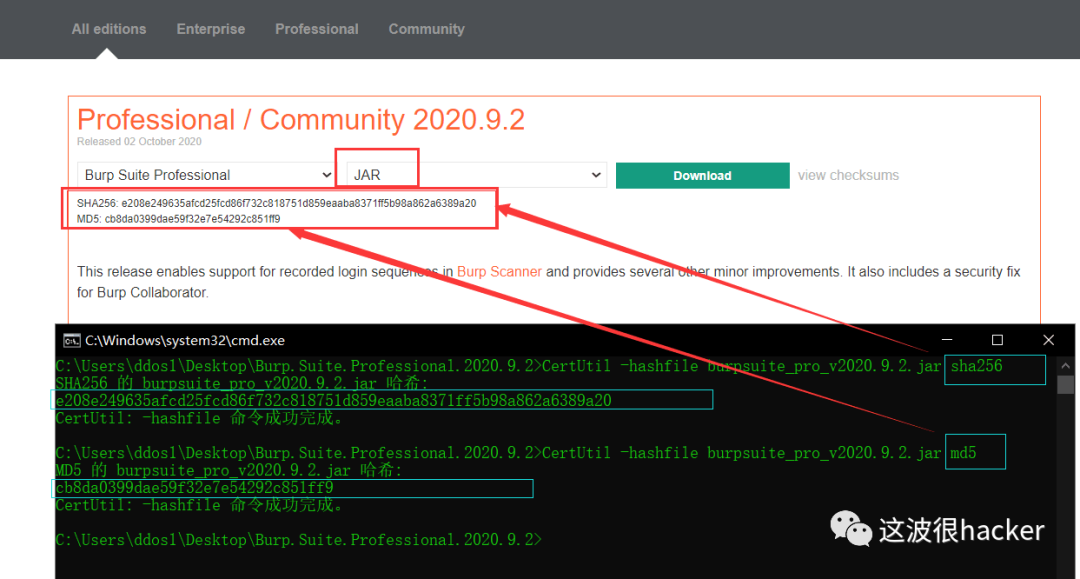 All editions Enterprise Professional Community
Professional / Community 2020.9.2
Released 02 October 2020
Burp Suite Professional JAR Download view checksums
SHA256: e208e249635afcd25fcd86f732c818751d859eaaba8371ff5b98a862a6389a20
MD5: cb8da0399dae59f32e7e54292c851ff9
This release enables support for recorded login sequences in Burp Scanner and provides several other minor improvements. It also includes a security fix
for Burp Collaborator.
C:\Windows\system32\cmd.exe
C:\Users\ddos1\Desktop\Burp.Suite.Professional.2020.9.2>CertUtil -hashfile burpsuite_pro_v2020.9.2.jar sha256
SHA256 的 burpsuite_pro_v2020.9.2.jar 哈希:
e208e249635afcd25fcd86f732c818751d859eaaba8371ff5b98a862a6389a20
CertUtil: -hashfile 命令成功完成。
C:\Users\ddos1\Desktop\Burp.Suite.Professional.2020.9.2>CertUtil -hashfile burpsuite_pro_v2020.9.2.jar md5
MD5 的 burpsuite_pro_v2020.9.2.jar 哈希:
cb8da0399dae59f32e7e54292c851ff9
CertUtil: -hashfile 命令成功完成。
C:\Users\ddos1\Desktop\Burp.Suite.Professional.2020.9.2>
这波很hacker